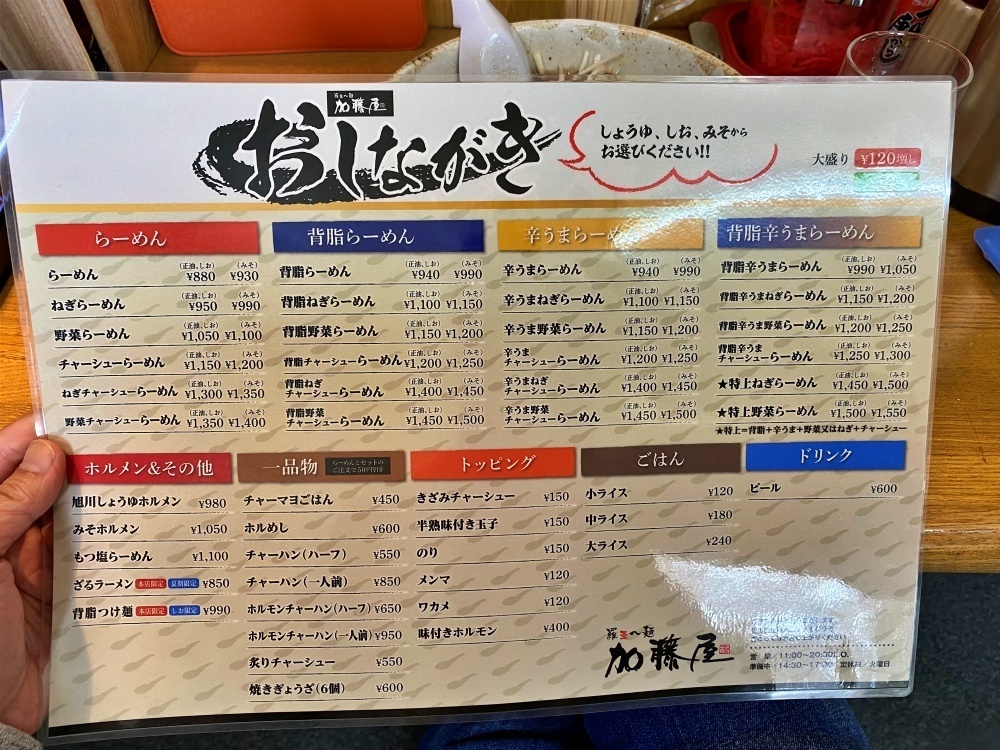 加藤屋
おしながき
しょうゆ、しお、みそから
お選びください!!
大盛り ¥120増し
らーめん
(正油、しお) (みそ)
らーめん ¥880 ¥930
(正油、しお) (みそ)
ねぎらーめん ¥950 ¥990
(正油、しお) (みそ)
野菜らーめん ¥1,050 ¥1,100
(正油、しお) (みそ)
チャーシューらーめん ¥1,150 ¥1,200
(正油、しお) (みそ)
ねぎチャーシューらーめん ¥1,300 ¥1,350
(正油、しお) (みそ)
野菜チャーシューらーめん ¥1,350 ¥1,400
背脂らーめん
(正油、しお) (みそ)
背脂らーめん ¥940 ¥990
(正油、しお) (みそ)
背脂ねぎらーめん ¥1,100 ¥1,150
(正油、しお) (みそ)
背脂野菜らーめん ¥1,150 ¥1,200
(正油、しお) (みそ)
背脂チャーシューらーめん ¥1,200 ¥1,250
(正油、しお) (みそ)
背脂ねぎ
チャーシューらーめん ¥1,400 ¥1,450
(正油、しお) (みそ)
背脂野菜
チャーシューらーめん ¥1,450 ¥1,500
辛うまらーめん
(正油、しお) (みそ)
辛うまらーめん ¥940 ¥990
(正油、しお) (みそ)
辛うまねぎらーめん ¥1,100 ¥1,150
(正油、しお) (みそ)
辛うま野菜らーめん ¥1,150 ¥1,200
(正油、しお) (みそ)
辛うま
チャーシューらーめん ¥1,200 ¥1,250
(正油、しお) (みそ)
辛うまねぎ
チャーシューらーめん ¥1,400 ¥1,450
(正油、しお) (みそ)
辛うま野菜
チャーシューらーめん ¥1,450 ¥1,500
背脂辛うまらーめん
(正油、しお) (みそ)
背脂辛うまらーめん ¥990 ¥1,050
(正油、しお) (みそ)
背脂辛うまねぎらーめん ¥1,150 ¥1,200
(正油、しお) (みそ)
背脂辛うま野菜らーめん ¥1,200 ¥1,250
(正油、しお) (みそ)
背脂辛うま
チャーシューらーめん ¥1,250 ¥1,300
(正油、しお) (みそ)
★特上ねぎらーめん ¥1,450 ¥1,500
(正油、しお) (みそ)
★特上野菜らーめん ¥1,500 ¥1,550
★特上=背脂+辛うま+野菜又はねぎ+チャーシュー
ホルメン&その他
旭川しょうゆホルメン ¥980
みそホルメン ¥1,050
もつ塩らーめん ¥1,100
ざるラーメン 本店限定 夏期限定 ¥850
背脂つけ麺 本店限定 しお限定 ¥990
一品物
らーめんとセットの
ご注文で50円引き
チャーマヨごはん ¥450
ホルめし ¥600
チャーハン(ハーフ) ¥550
チャーハン(一人前) ¥850
ホルモンチャーハン(ハーフ) ¥650
ホルモンチャーハン(一人前) ¥950
炙りチャーシュー ¥550
焼きぎょうざ(6個) ¥600
トッピング
きざみチャーシュー ¥150
半熟味付き玉子 ¥150
のり ¥150
メンマ ¥120
ワカメ ¥120
味付きホルモン ¥400
ごはん
小ライス ¥120
中ライス ¥180
大ライス ¥240
ドリンク
ビール ¥600
羅王〜麺
加藤屋
営 業/11:00〜20:30L.O.
準備中/14:30〜17:30 定休日/火曜日